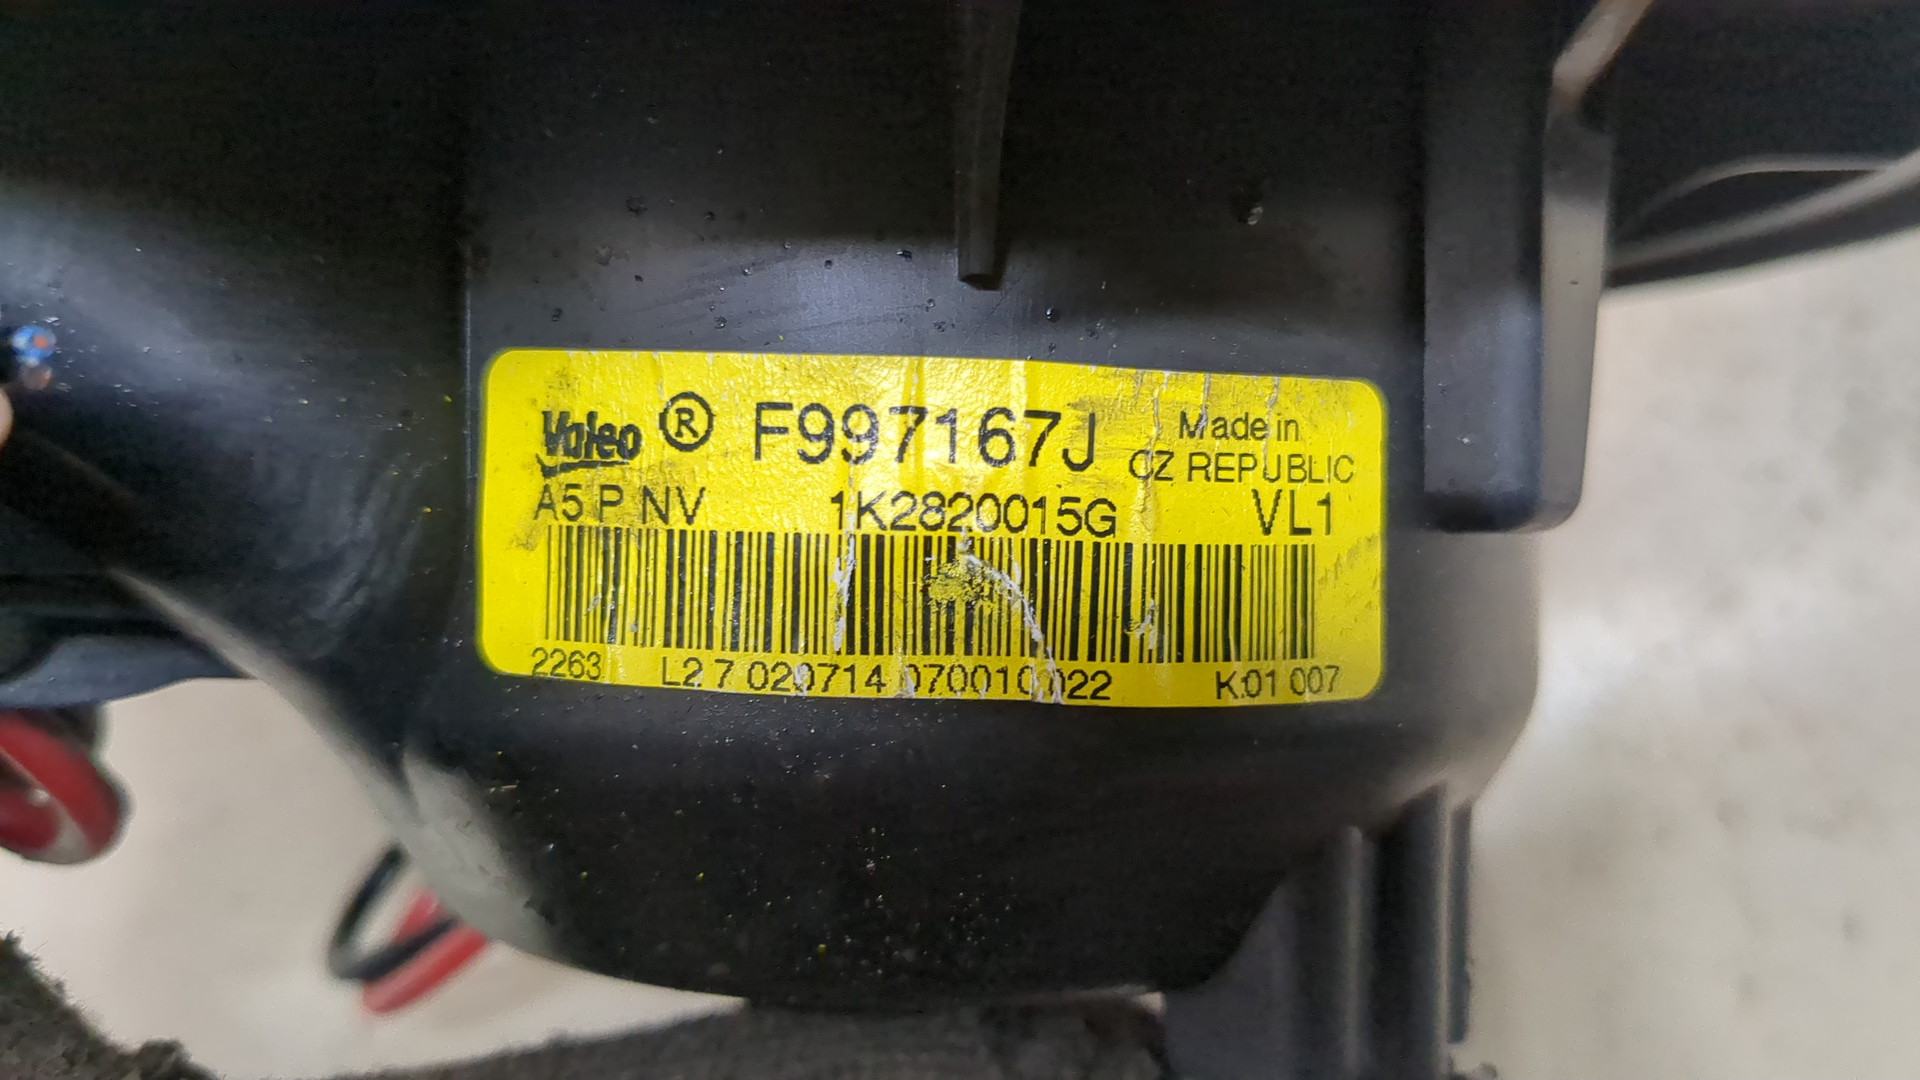 Valeo ® F997167J Made in
CZ REPUBLIC
A5 P NV 1K2820015G VL1
2263 L2 7 020714 070010022 K 01 007